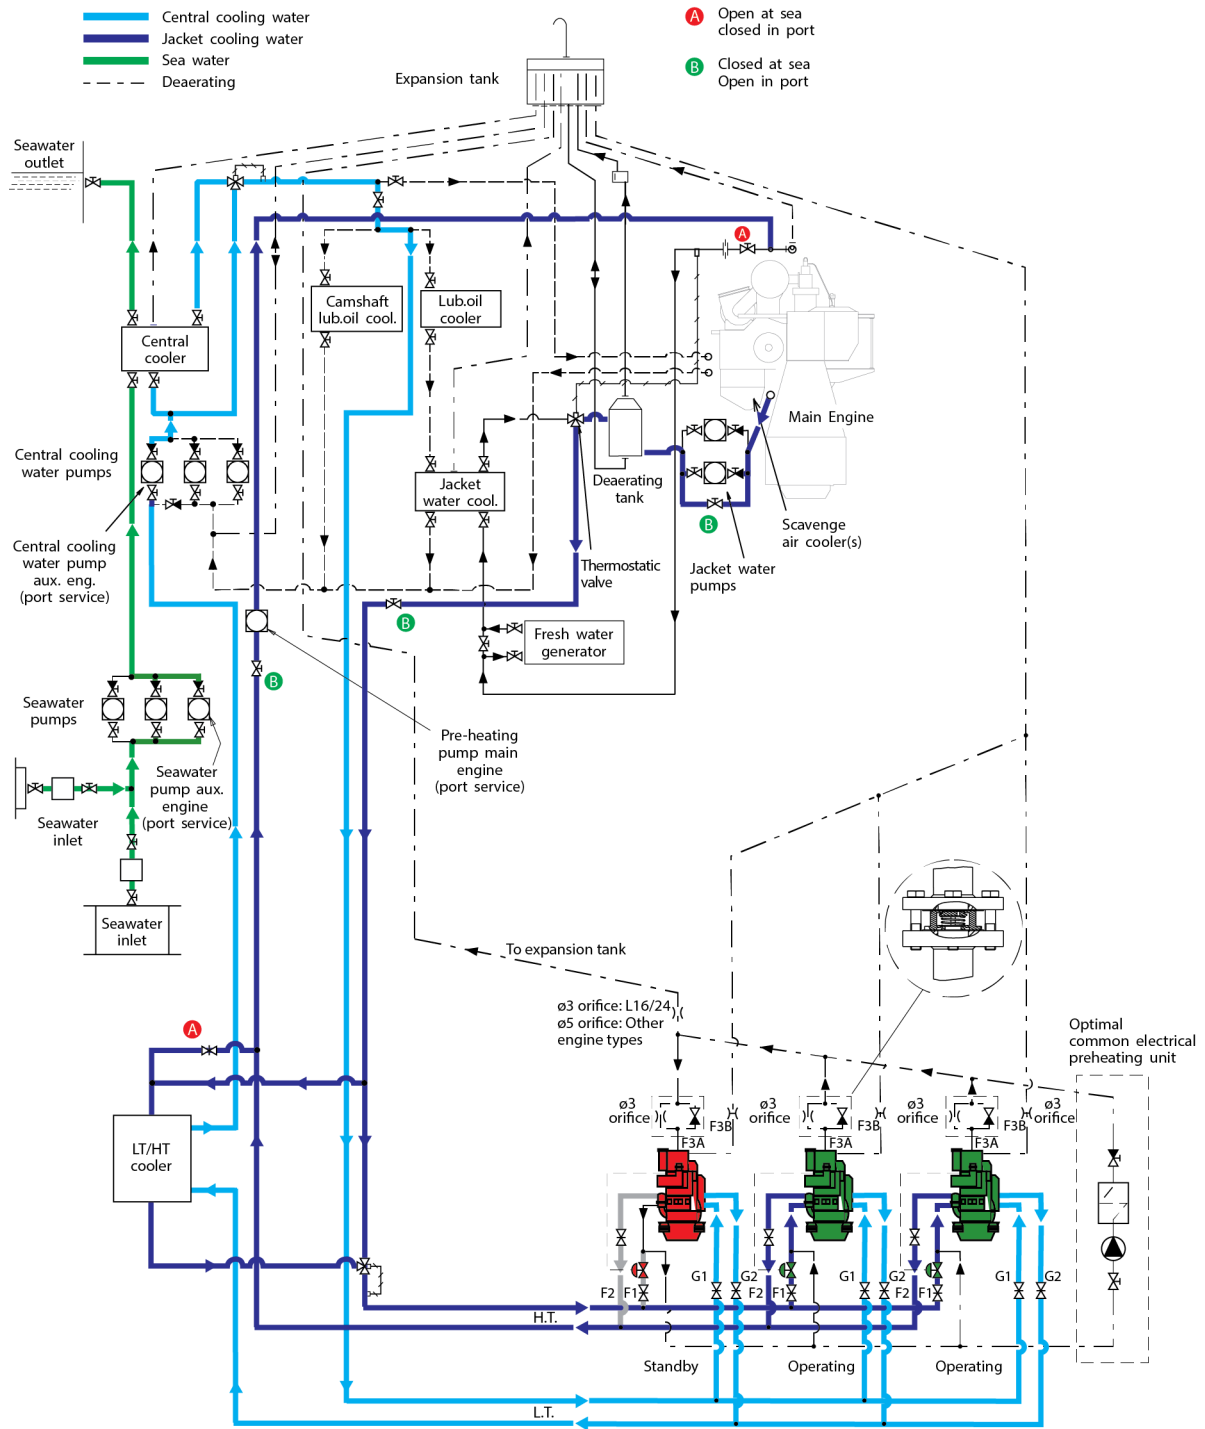 Central cooling water
Jacket cooling water
Sea water
Deaerating
A
Open at sea
closed in port
B
Closed at sea
Open in port
Expansion tank
Seawater
outlet
A
Camshaft
lub.oil cool.
Lub.oil
cooler
Central
cooler
Main Engine
Central cooling
water pumps
Jacket
water cool.
Deaerating
tank
B
Scavenge
air cooler(s)
Central cooling
water pump
aux. eng.
(port service)
Thermostatic
valve
Jacket water
pumps
B
Fresh water
generator
B
Seawater
pumps
Pre-heating
pump main
engine
(port service)
Seawater
pump aux.
engine
(port service)
Seawater
inlet
Seawater
inlet
To expansion tank
ø3 orifice: L16/24
ø5 orifice: Other
engine types
Optimal
common electrical
preheating unit
A
ø3
orifice
F3B
F3A
ø3
orifice
F3B
F3A
ø3
orifice
F3A
ø3
orifice
LT/HT
cooler
G1
G2
F2
F1
G1
G2
F2
F1
G1
G2
F2
F1
H.T.
Standby
Operating
Operating
L.T.